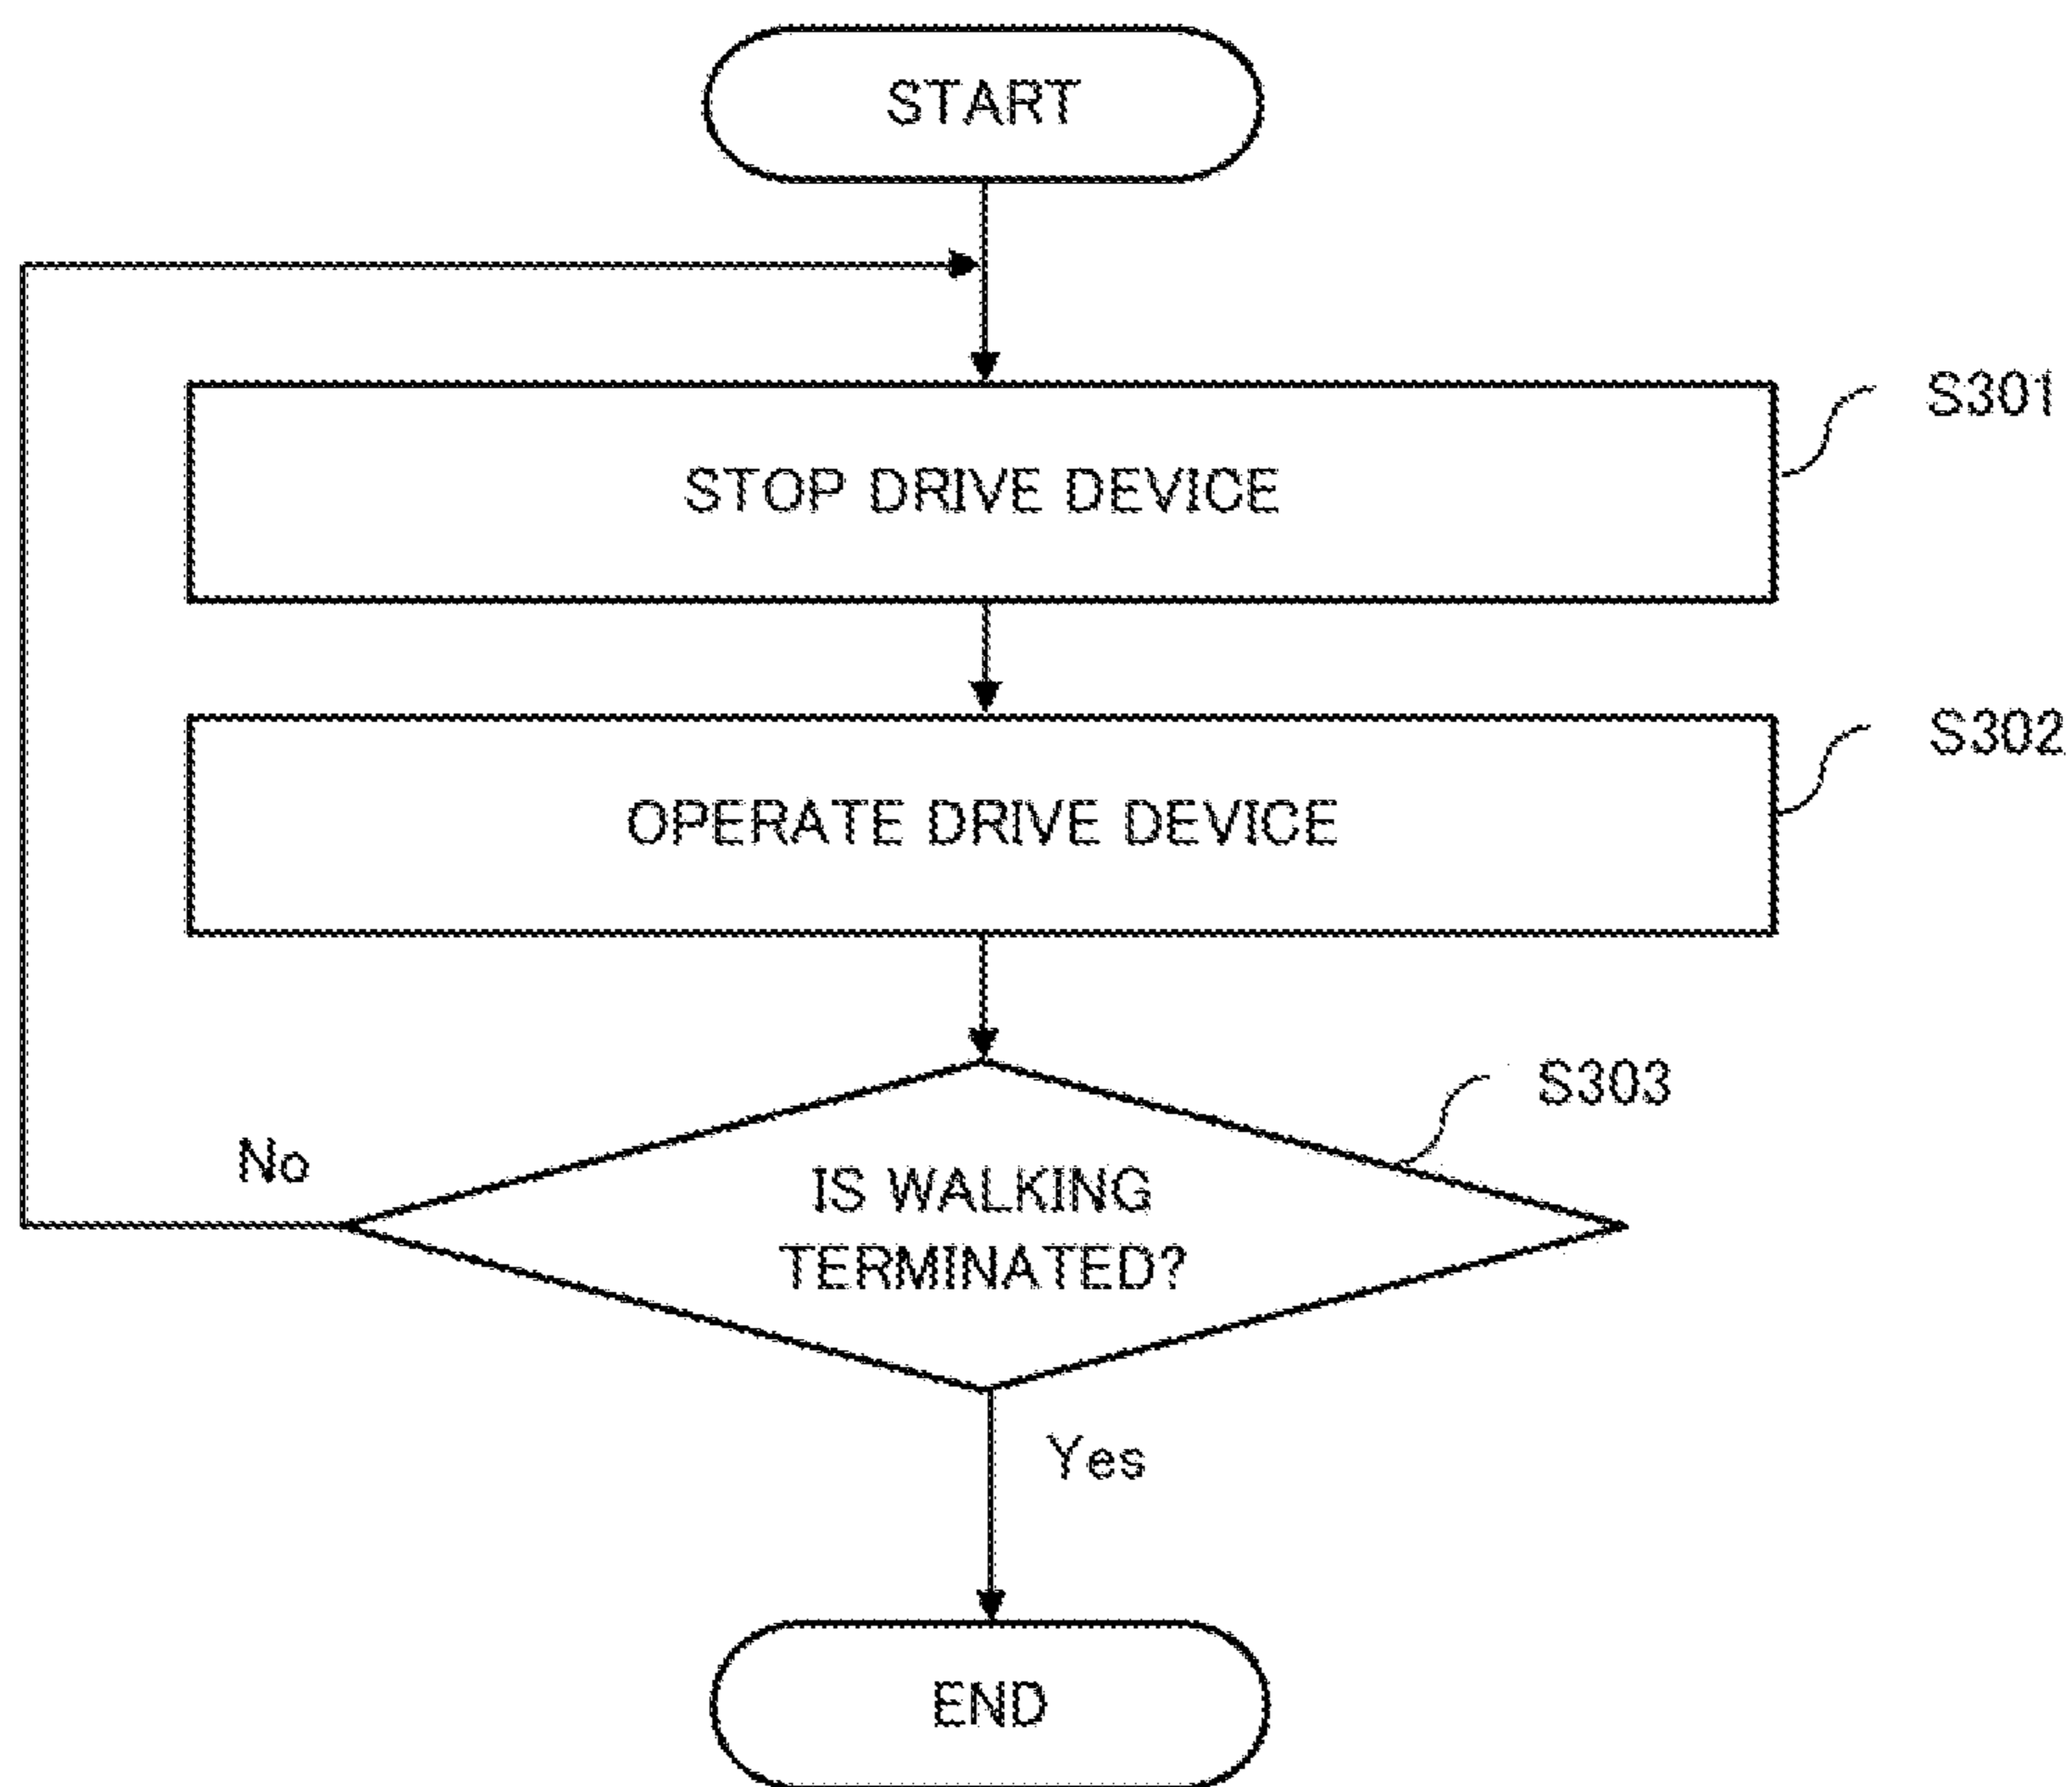 START
S301
STOP DRIVE DEVICE
S302
OPERATE DRIVE DEVICE
S303
No
IS WALKING
TERMINATED?
Yes
END